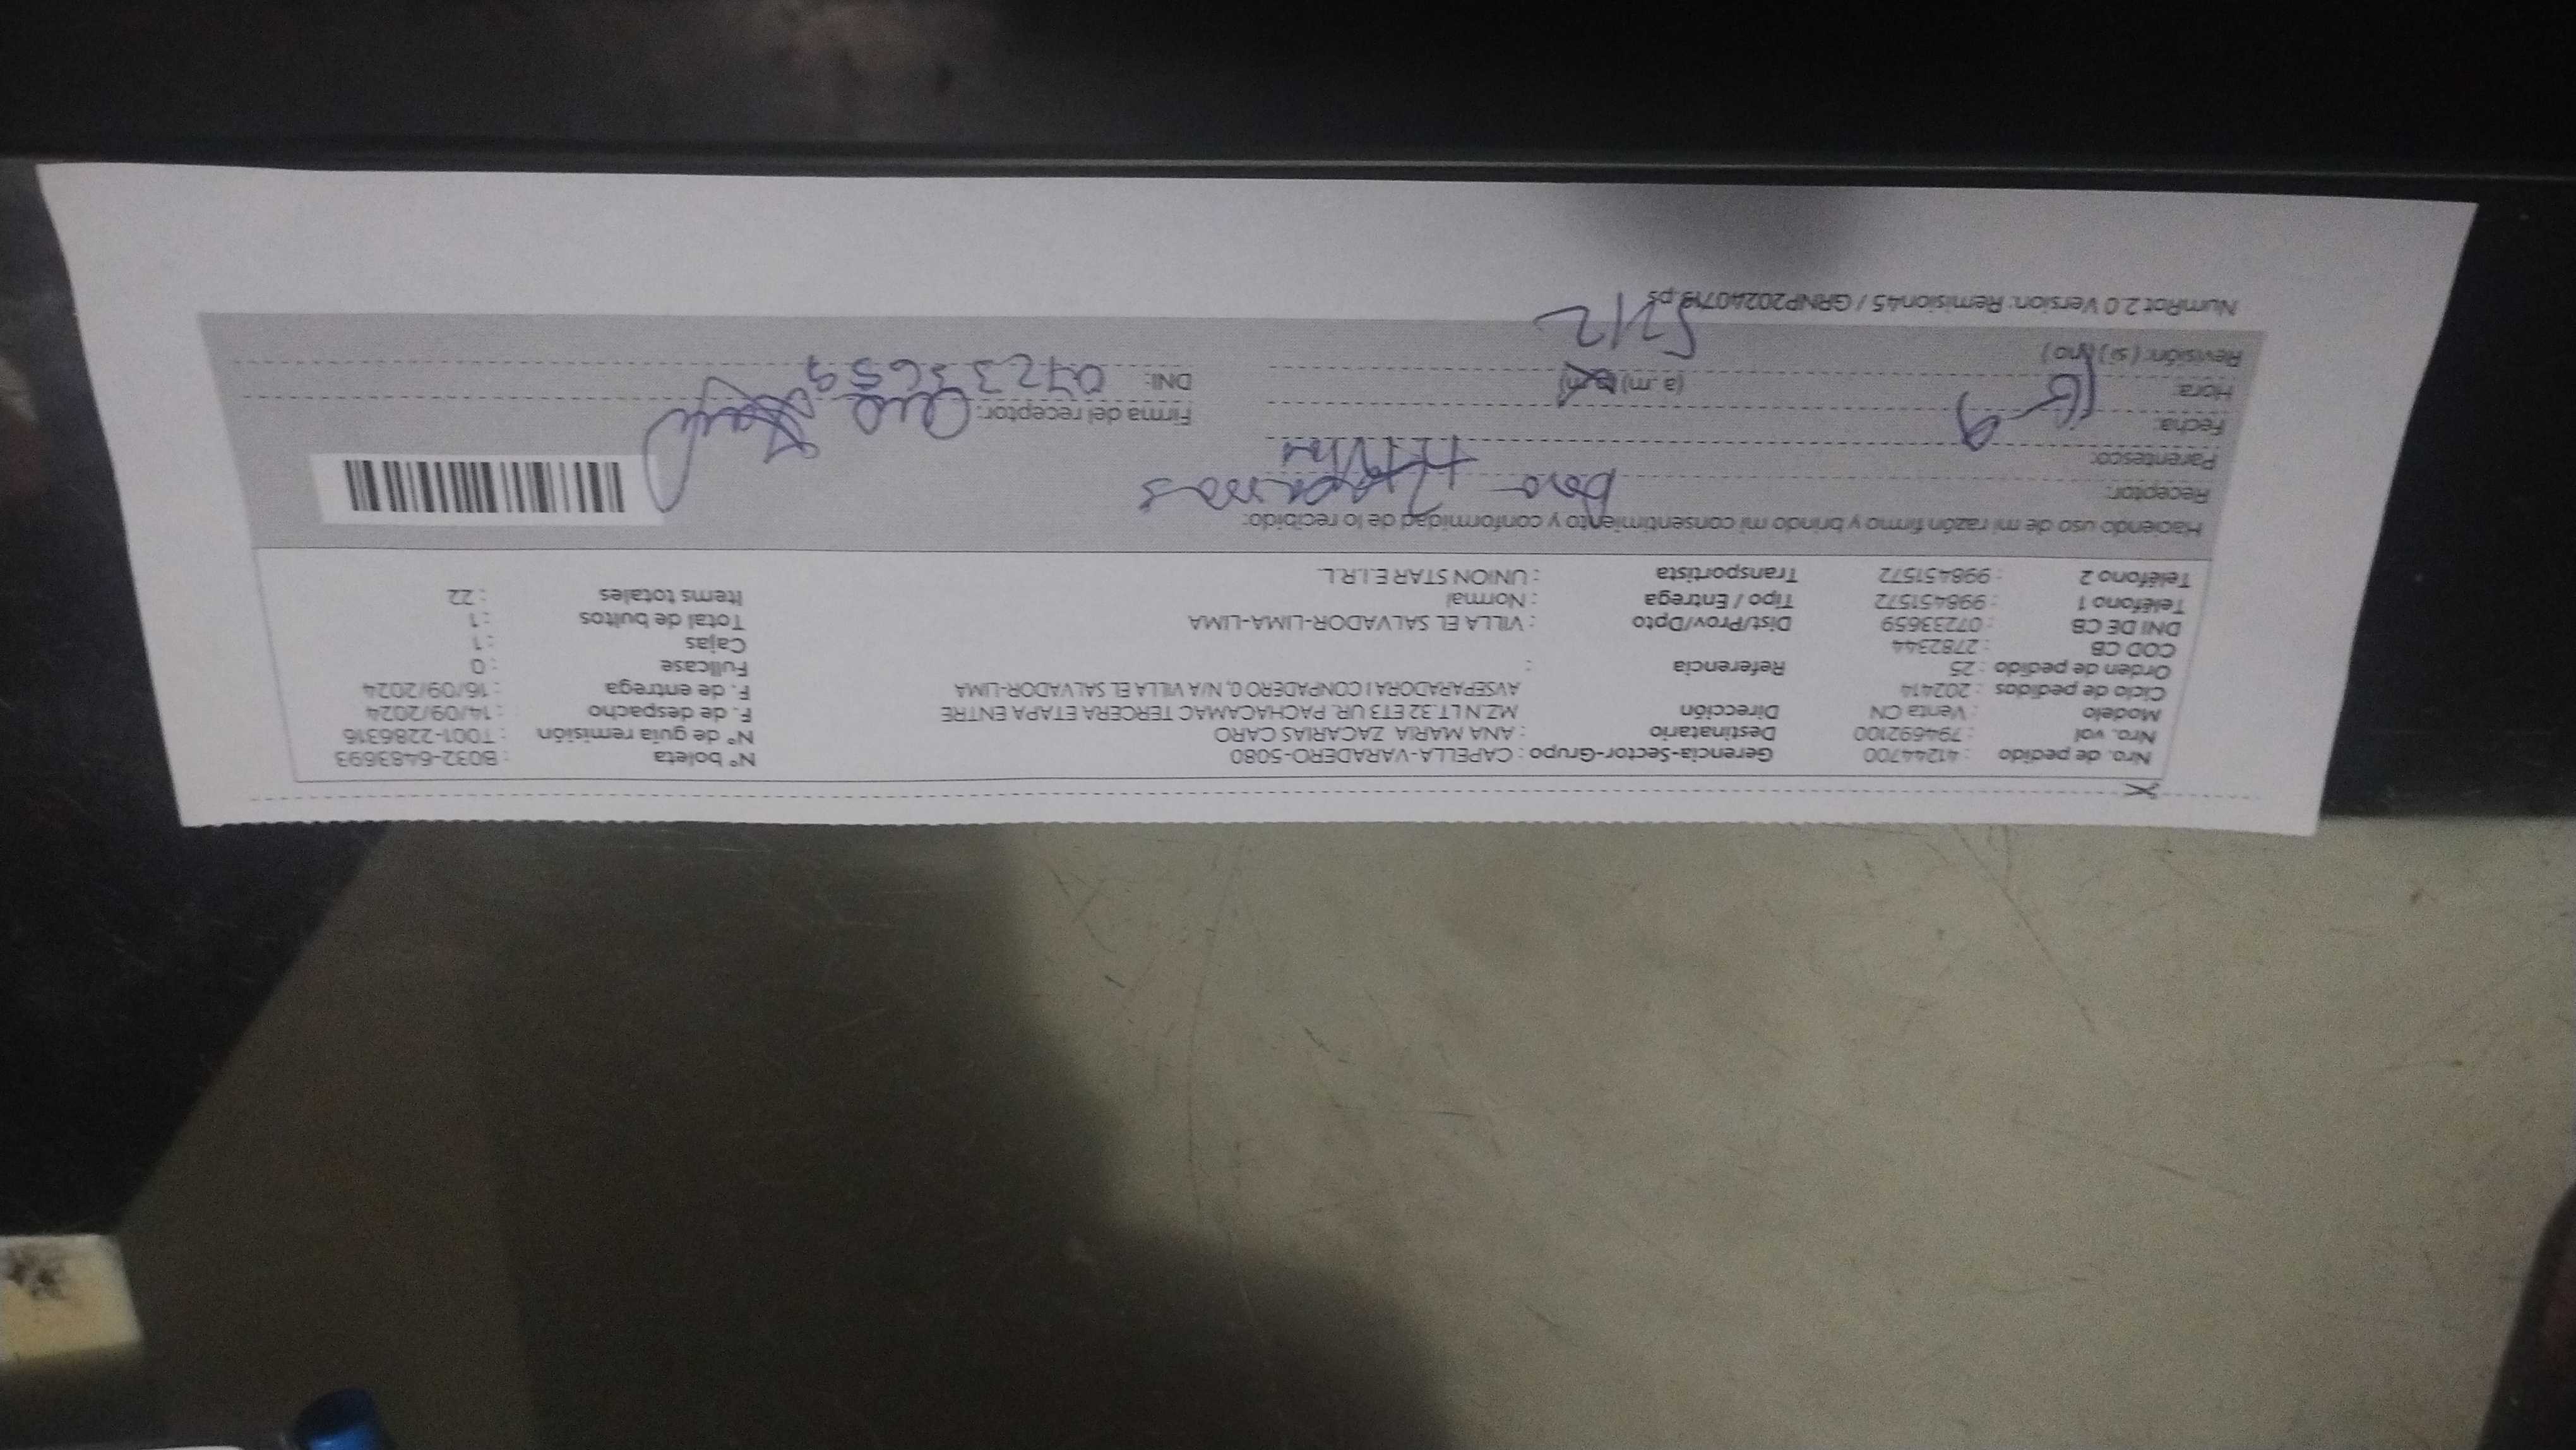 Nro. de pedido : 41244700 Gerencia-Sector-Grupo : CAPELLA-VARADERO-5080 N° boleta : B032-6483693
Nro. vol : 794692100 Destinatario : ANA MARIA ZACARIAS CARO N° de guía remisión : T001-2286316
Modelo : Venta CN Dirección MZ.N LT.32 ET3 UR. PACHACAMAC TERCERA ETAPA ENTRE F. de despacho : 14/09/2024
Ciclo de pedidos : 202414 AVSEPARADORA I CONPADERO 0, N/A VILLA EL SALVADOR-LIMA F. de entrega : 16/09/2024
Orden de pedido : 25 Referencia : Fullcase : 0
COD CB : 2782344 Cajas : 1
DNI DE CB : 07233659 Dist/Prov/Dpto : VILLA EL SALVADOR-LIMA-LIMA Total de bultos : 1
Teléfono 1 : 998451572 Tipo / Entrega : Normal Items totales : 22
Teléfono 2 : 998451572 Transportista : UNION STAR E.I.R.L.
Haciendo uso de mi razón firmo y brindo mi consentimiento y conformidad de lo recibido:
Receptor:
Parentesco:
Fecha: 16 9 Firma del receptor:
Hora: (a.m) DNI: 07233659
Revisión: ( si ) ( no )
NumRot 2.0 Version: Remision45 / GRNP20240719.ps